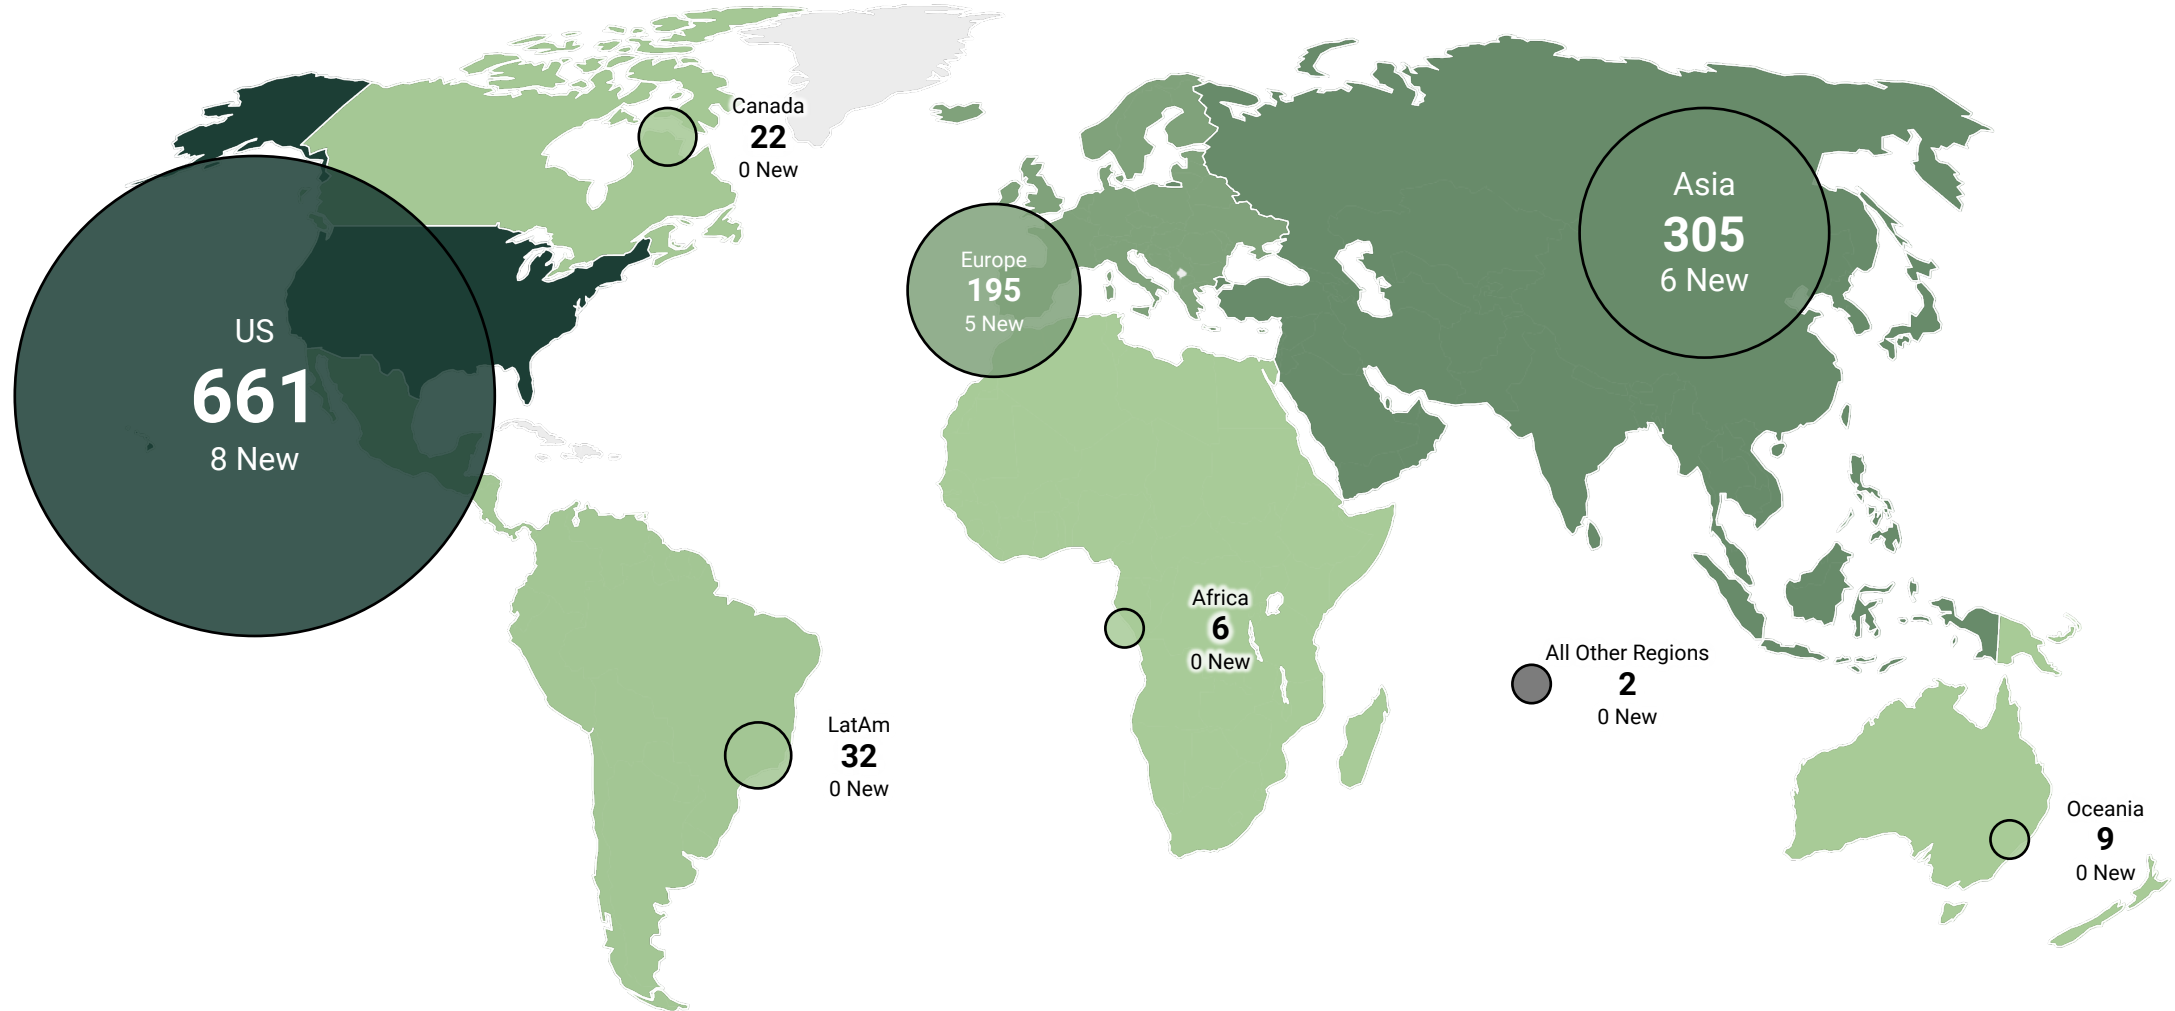 Canada
22
0 New
Asia
305
6 New
Europe
195
5 New
US
661
8 New
Africa
6
0 New
All Other Regions
2
0 New
LatAm
32
0 New
Oceania
9
0 New